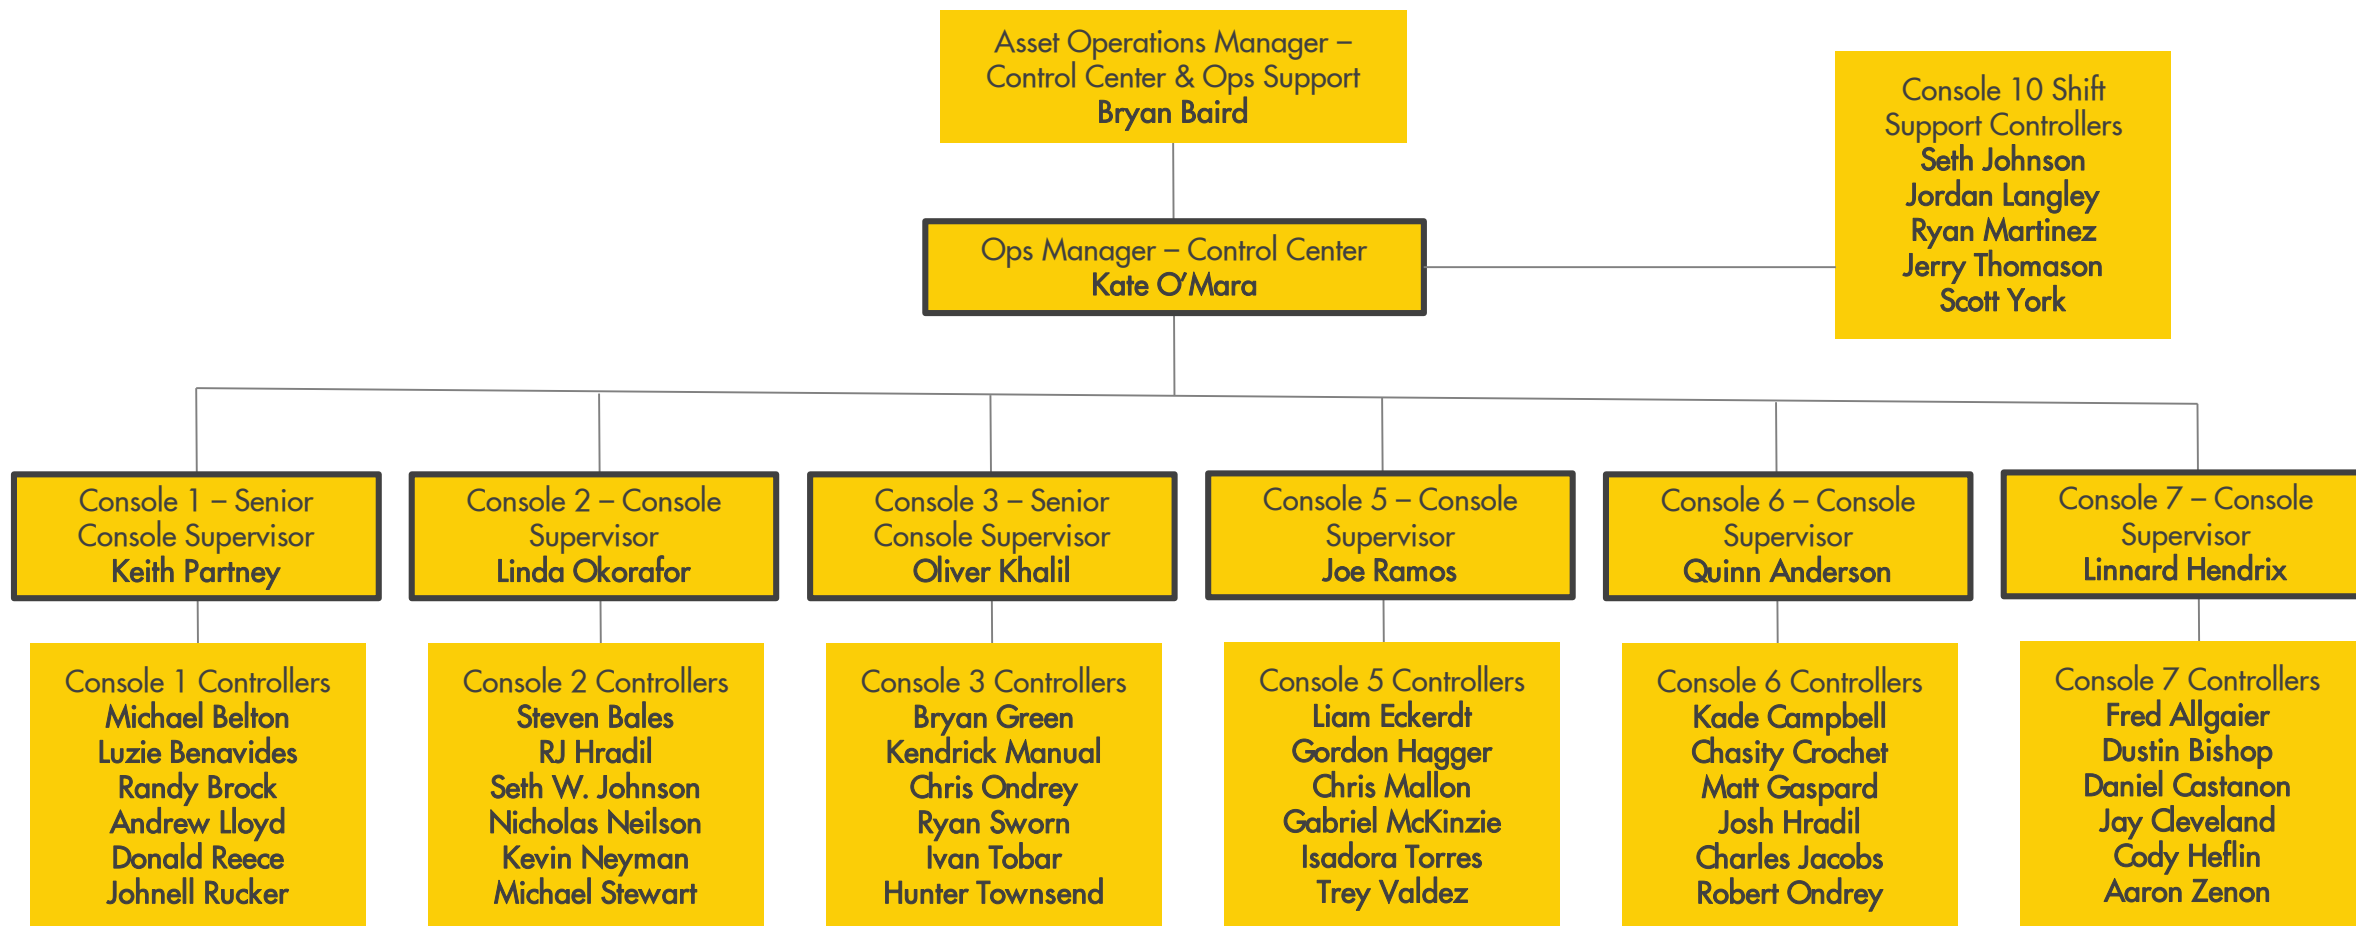 Asset Operations Manager –
Control Center & Ops Support
Bryan Baird
Console 10 Shift
Support Controllers
Seth Johnson
Jordan Langley
Ryan Martinez
Jerry Thomason
Scott York
Ops Manager – Control Center
Kate O’Mara
Console 1 – Senior
Console Supervisor
Keith Partney
Console 2 – Console
Supervisor
Linda Okorafor
Console 3 – Senior
Console Supervisor
Oliver Khalil
Console 5 – Console
Supervisor
Joe Ramos
Console 6 – Console
Supervisor
Quinn Anderson
Console 7 – Console
Supervisor
Linnard Hendrix
Console 1 Controllers
Michael Belton
Luzie Benavides
Randy Brock
Andrew Lloyd
Donald Reece
Johnell Rucker
Console 2 Controllers
Steven Bales
RJ Hradil
Seth W. Johnson
Nicholas Neilson
Kevin Neyman
Michael Stewart
Console 3 Controllers
Bryan Green
Kendrick Manual
Chris Ondrey
Ryan Sworn
Ivan Tobar
Hunter Townsend
Console 5 Controllers
Liam Eckerdt
Gordon Hagger
Chris Mallon
Gabriel McKinzie
Isadora Torres
Trey Valdez
Console 6 Controllers
Kade Campbell
Chasity Crochet
Matt Gaspard
Josh Hradil
Charles Jacobs
Robert Ondrey
Console 7 Controllers
Fred Allgaier
Dustin Bishop
Daniel Castanon
Jay Cleveland
Cody Heflin
Aaron Zenon